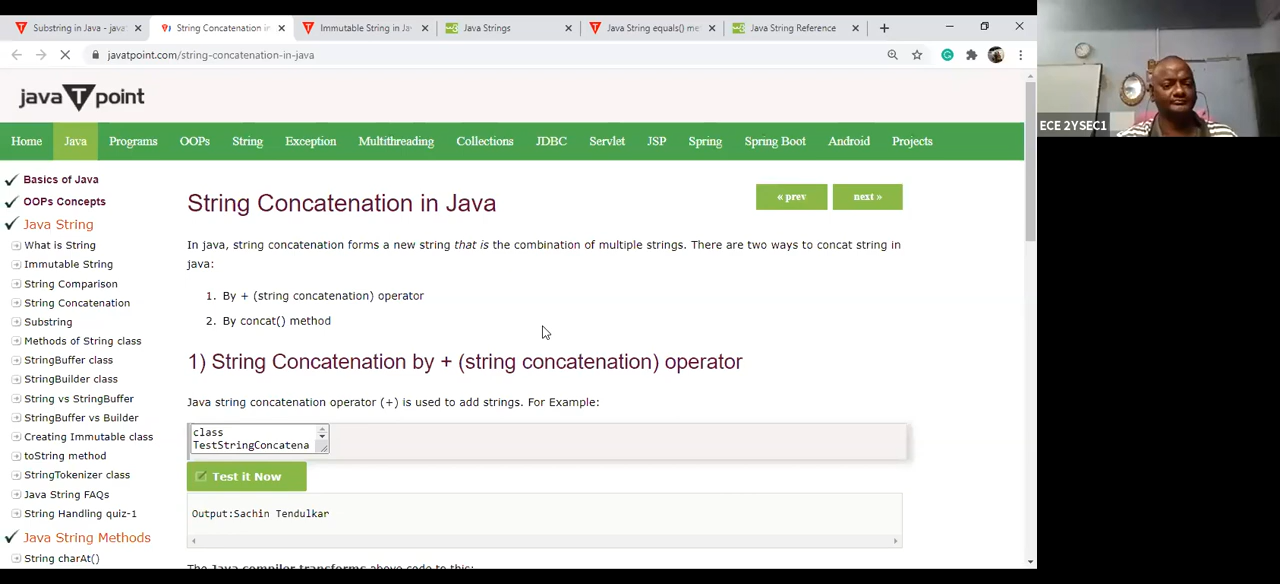 Substring in Java - java
String Concatenation in
Immutable String in Ja
Java Strings
Java String equals() me
Java String Reference
javatpoint.com/string-concatenation-in-java
java T point
Home Java Programs OOPs String Exception Multithreading Collections JDBC Servlet JSP Spring Spring Boot Android Projects
Basics of Java
OOPs Concepts
Java String
What is String
Immutable String
String Comparison
String Concatenation
Substring
Methods of String class
StringBuffer class
StringBuilder class
String vs StringBuffer
StringBuffer vs Builder
Creating Immutable class
toString method
StringTokenizer class
Java String FAQs
String Handling quiz-1
Java String Methods
String charAt()
String Concatenation in Java
« prev
next »
In java, string concatenation forms a new string that is the combination of multiple strings. There are two ways to concat string in
java:
1. By + (string concatenation) operator
2. By concat() method
1) String Concatenation by + (string concatenation) operator
Java string concatenation operator (+) is used to add strings. For Example:
class
TestStringConcatena
Test it Now
Output:Sachin Tendulkar
The Java compiler transforms above code to this:
ECE 2YSEC1